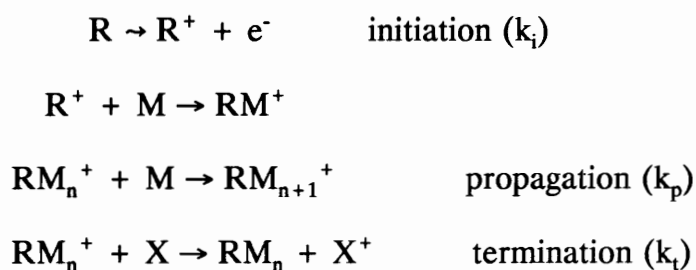 R ⇝ R⁺ + e⁻ initiation (kᵢ)
R⁺ + M → RM⁺
RMₙ⁺ + M → RMₙ₊₁⁺ propagation (kₚ)
RMₙ⁺ + X → RMₙ + X⁺ termination (kₜ)